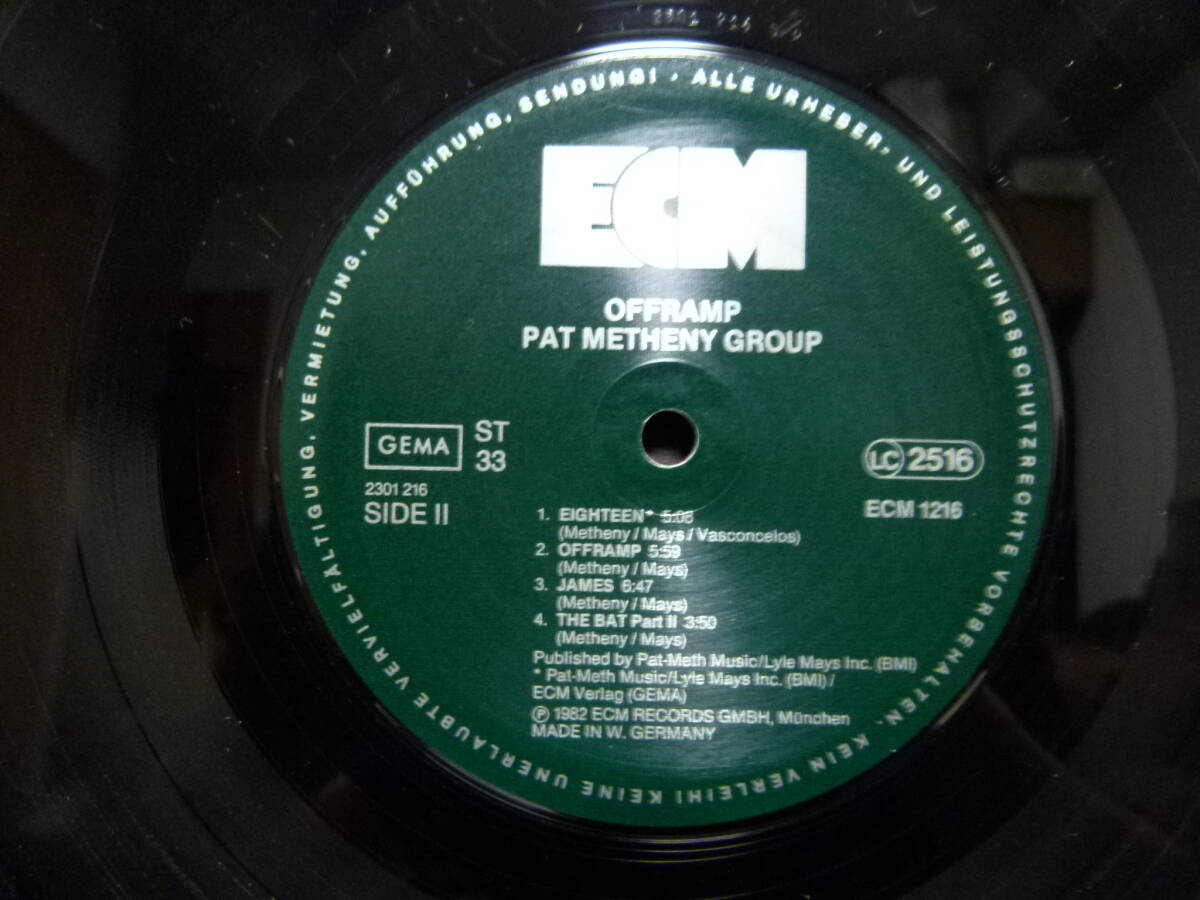 ALLE URHEBER- UND LEISTUNGSSCHUTZRECHTE VORBEHALTEN. KEIN VERLEIH! KEINE UNERLAUBTE VERVIELFÄLTIGUNG, VERMIETUNG, AUFFÜHRUNG, SENDUNG! ·
ECM
OFFRAMP
PAT METHENY GROUP
GEMA
ST
33
2301 216
SIDE II
LC 2516
ECM 1216
1. EIGHTEEN* 5:08
(Metheny / Mays / Vasconcelos)
2. OFFRAMP 5:59
(Metheny / Mays)
3. JAMES 6:47
(Metheny / Mays)
4. THE BAT Part II 3:50
(Metheny / Mays)
Published by Pat-Meth Music/Lyle Mays Inc. (BMI)
* Pat-Meth Music/Lyle Mays Inc. (BMI) /
ECM Verlag (GEMA)
℗ 1982 ECM RECORDS GMBH, München
MADE IN W. GERMANY